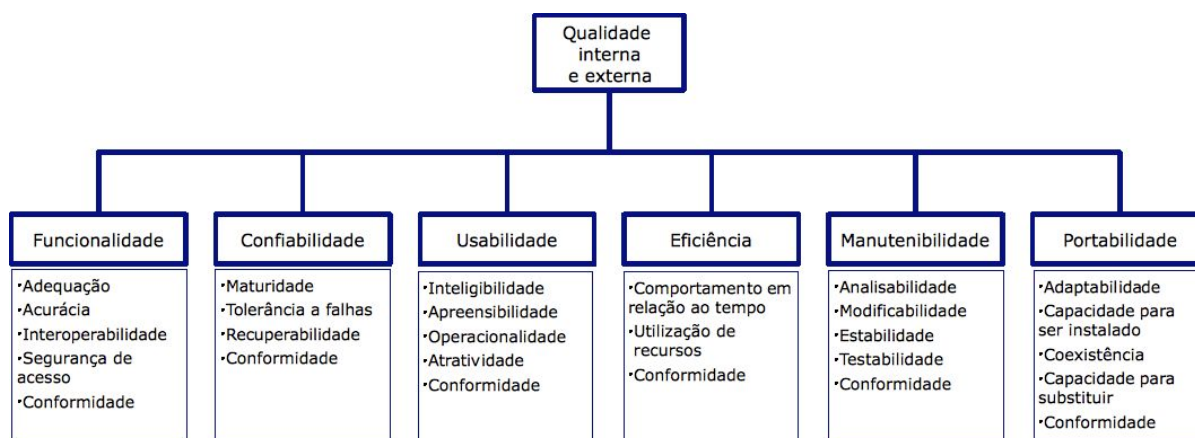 Qualidade
interna
e externa
Funcionalidade
•Adequação
•Acurácia
•Interoperabilidade
•Segurança de
acesso
•Conformidade
Confiabilidade
•Maturidade
•Tolerância a falhas
•Recuperabilidade
•Conformidade
Usabilidade
•Inteligibilidade
•Apreensibilidade
•Operacionalidade
•Atratividade
•Conformidade
Eficiência
•Comportamento em
relação ao tempo
•Utilização de
recursos
•Conformidade
Manutenibilidade
•Analisabilidade
•Modificabilidade
•Estabilidade
•Testabilidade
•Conformidade
Portabilidade
•Adaptabilidade
•Capacidade para
ser instalado
•Coexistência
•Capacidade para
substituir
•Conformidade